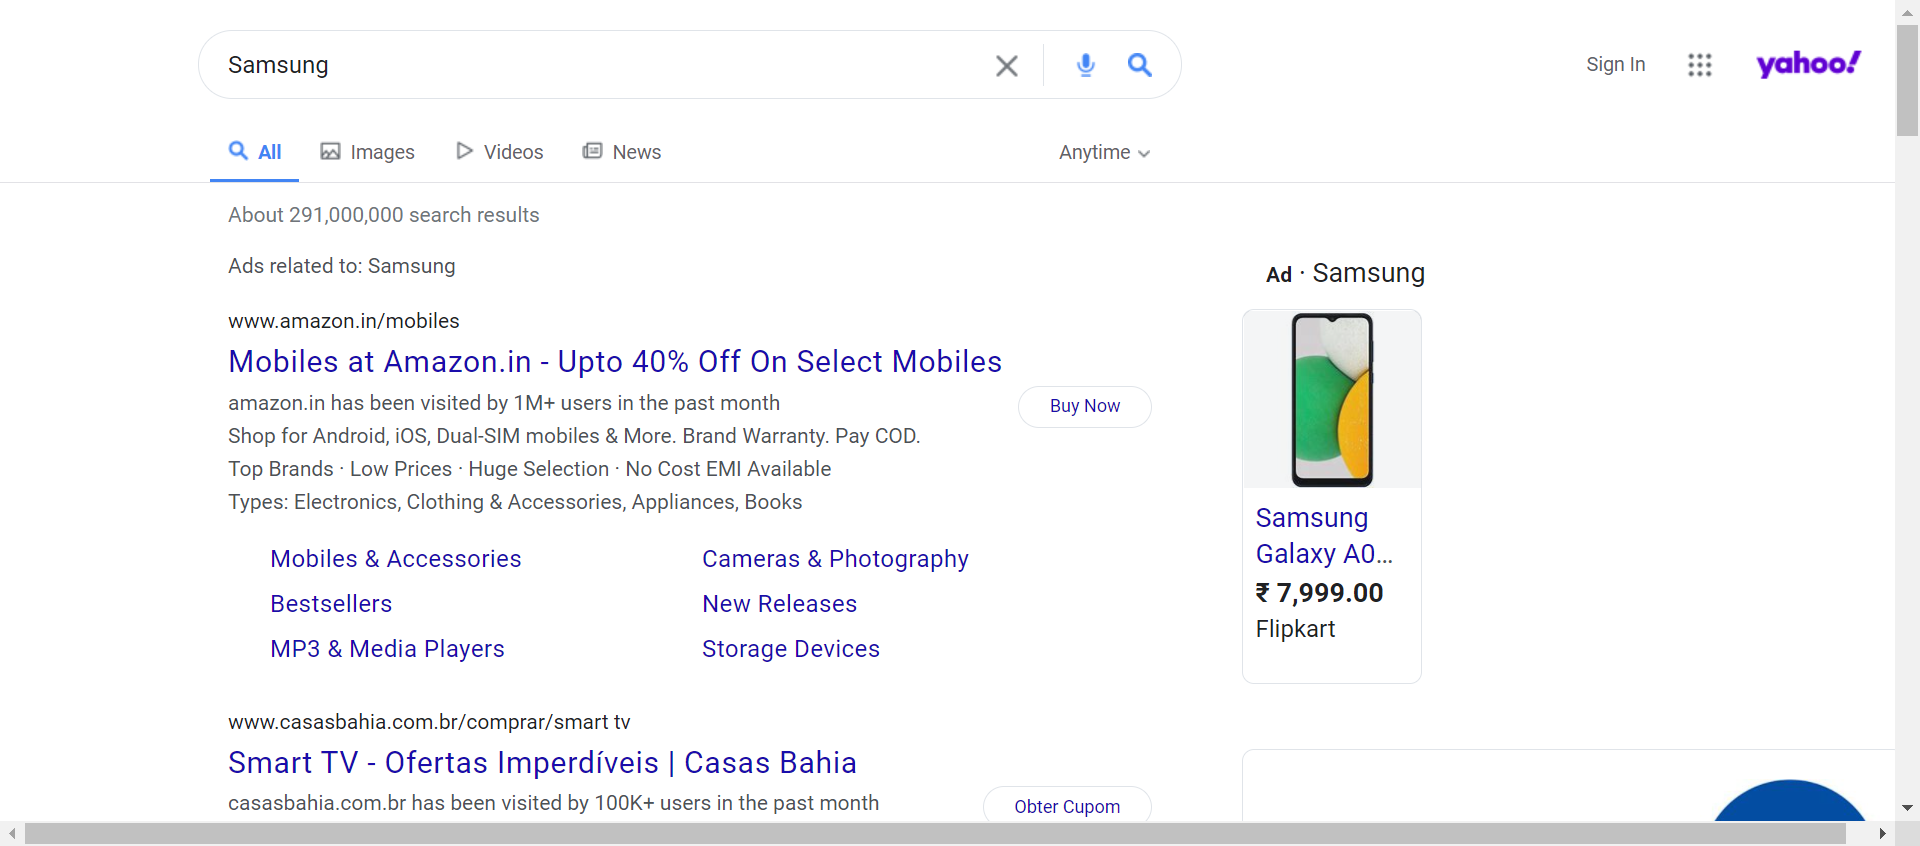 Samsung
Sign In
yahoo!
All
Images
Videos
News
Anytime
About 291,000,000 search results
Ads related to: Samsung
www.amazon.in/mobiles
Mobiles at Amazon.in - Upto 40% Off On Select Mobiles
amazon.in has been visited by 1M+ users in the past month
Shop for Android, iOS, Dual-SIM mobiles & More. Brand Warranty. Pay COD.
Top Brands · Low Prices · Huge Selection · No Cost EMI Available
Types: Electronics, Clothing & Accessories, Appliances, Books
Buy Now
Mobiles & Accessories
Cameras & Photography
Bestsellers
New Releases
MP3 & Media Players
Storage Devices
www.casasbahia.com.br/comprar/smart tv
Smart TV - Ofertas Imperdíveis | Casas Bahia
casasbahia.com.br has been visited by 100K+ users in the past month
Obter Cupom
Ad · Samsung
Samsung
Galaxy A0...
₹ 7,999.00
Flipkart